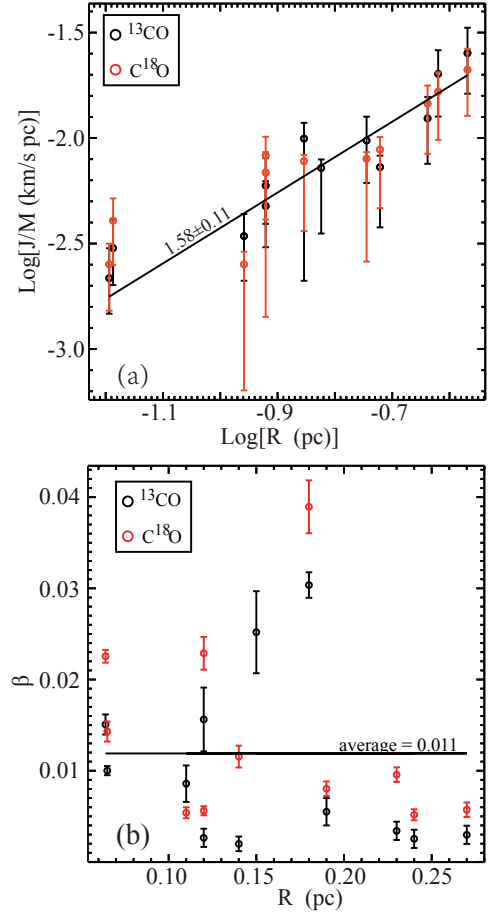 ¹³CO
C¹⁸O
-1.5
-2.0
-2.5
-3.0
Log[J/M (km/s pc)]
1.58±0.11
(a)
-1.1
-0.9
-0.7
Log[R (pc)]
¹³CO
C¹⁸O
0.04
0.03
0.02
0.01
β
average = 0.011
(b)
0.10
0.15
0.20
0.25
R (pc)